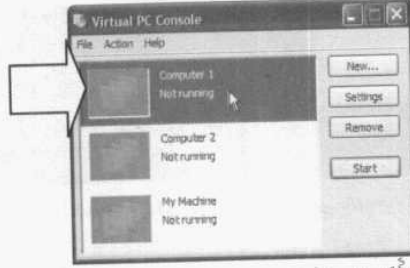 Virtual PC Console
File Action Help
Computer 1
Not running
Computer 2
Not running
My Machine
Not running
New...
Settings
Remove
Start